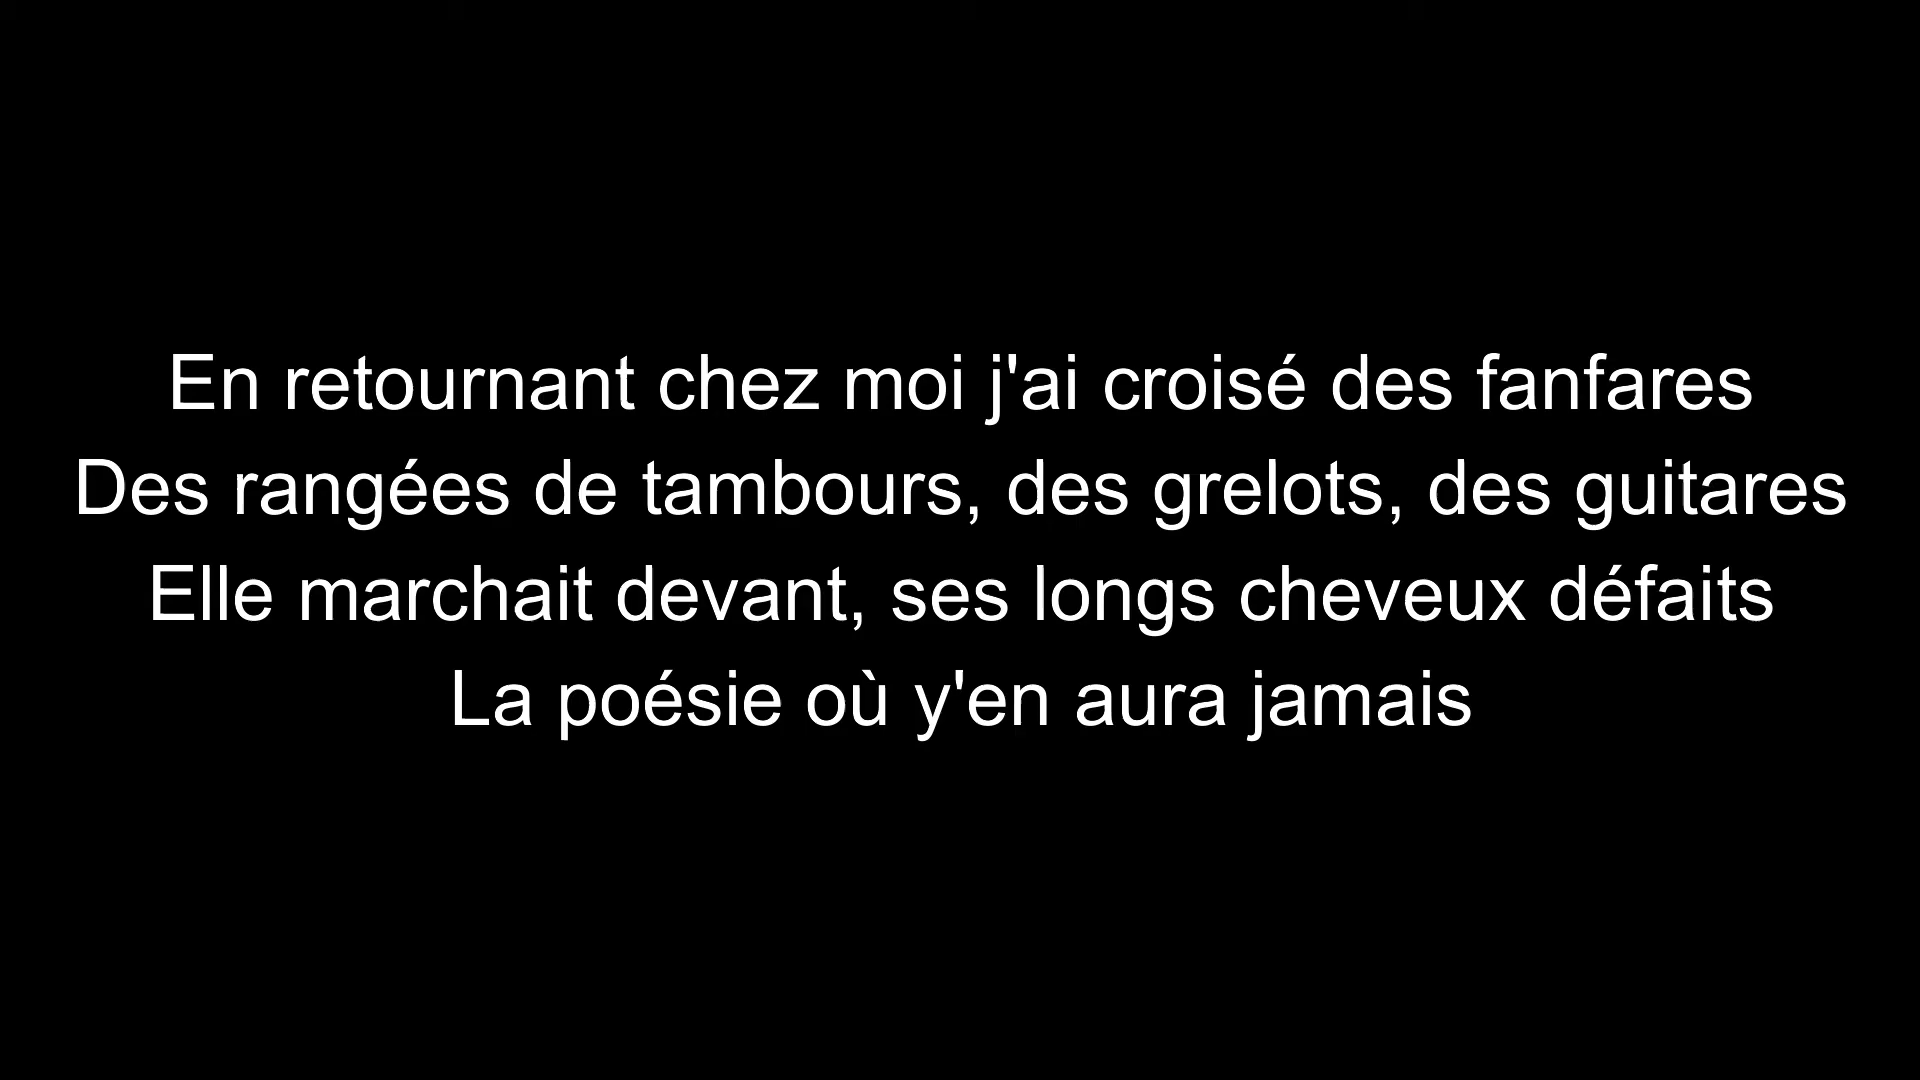 En retournant chez moi j'ai croisé des fanfares
Des rangées de tambours, des grelots, des guitares
Elle marchait devant, ses longs cheveux défaits
La poésie où y'en aura jamais